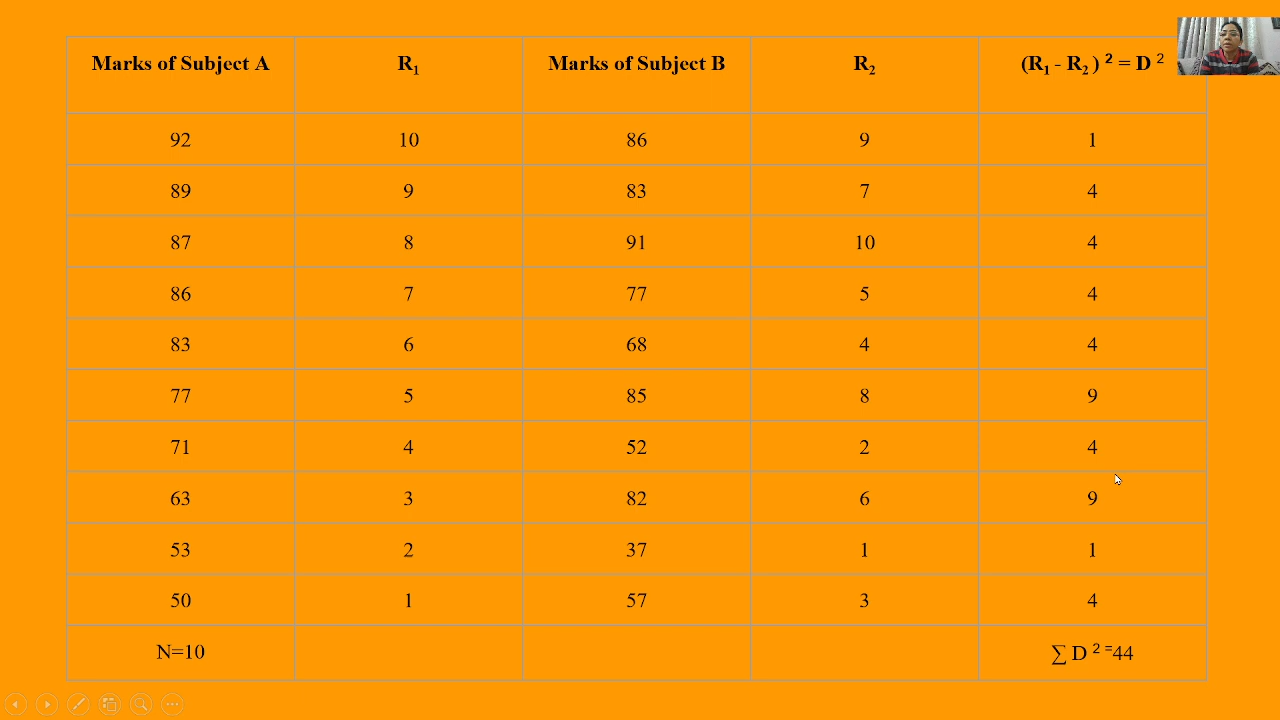 Marks of Subject A R₁ Marks of Subject B R₂ (R₁ - R₂ ) ² = D ²
92 10 86 9 1
89 9 83 7 4
87 8 91 10 4
86 7 77 5 4
83 6 68 4 4
77 5 85 8 9
71 4 52 2 4
63 3 82 6 9
53 2 37 1 1
50 1 57 3 4
N=10 ∑ D ² ⁼44